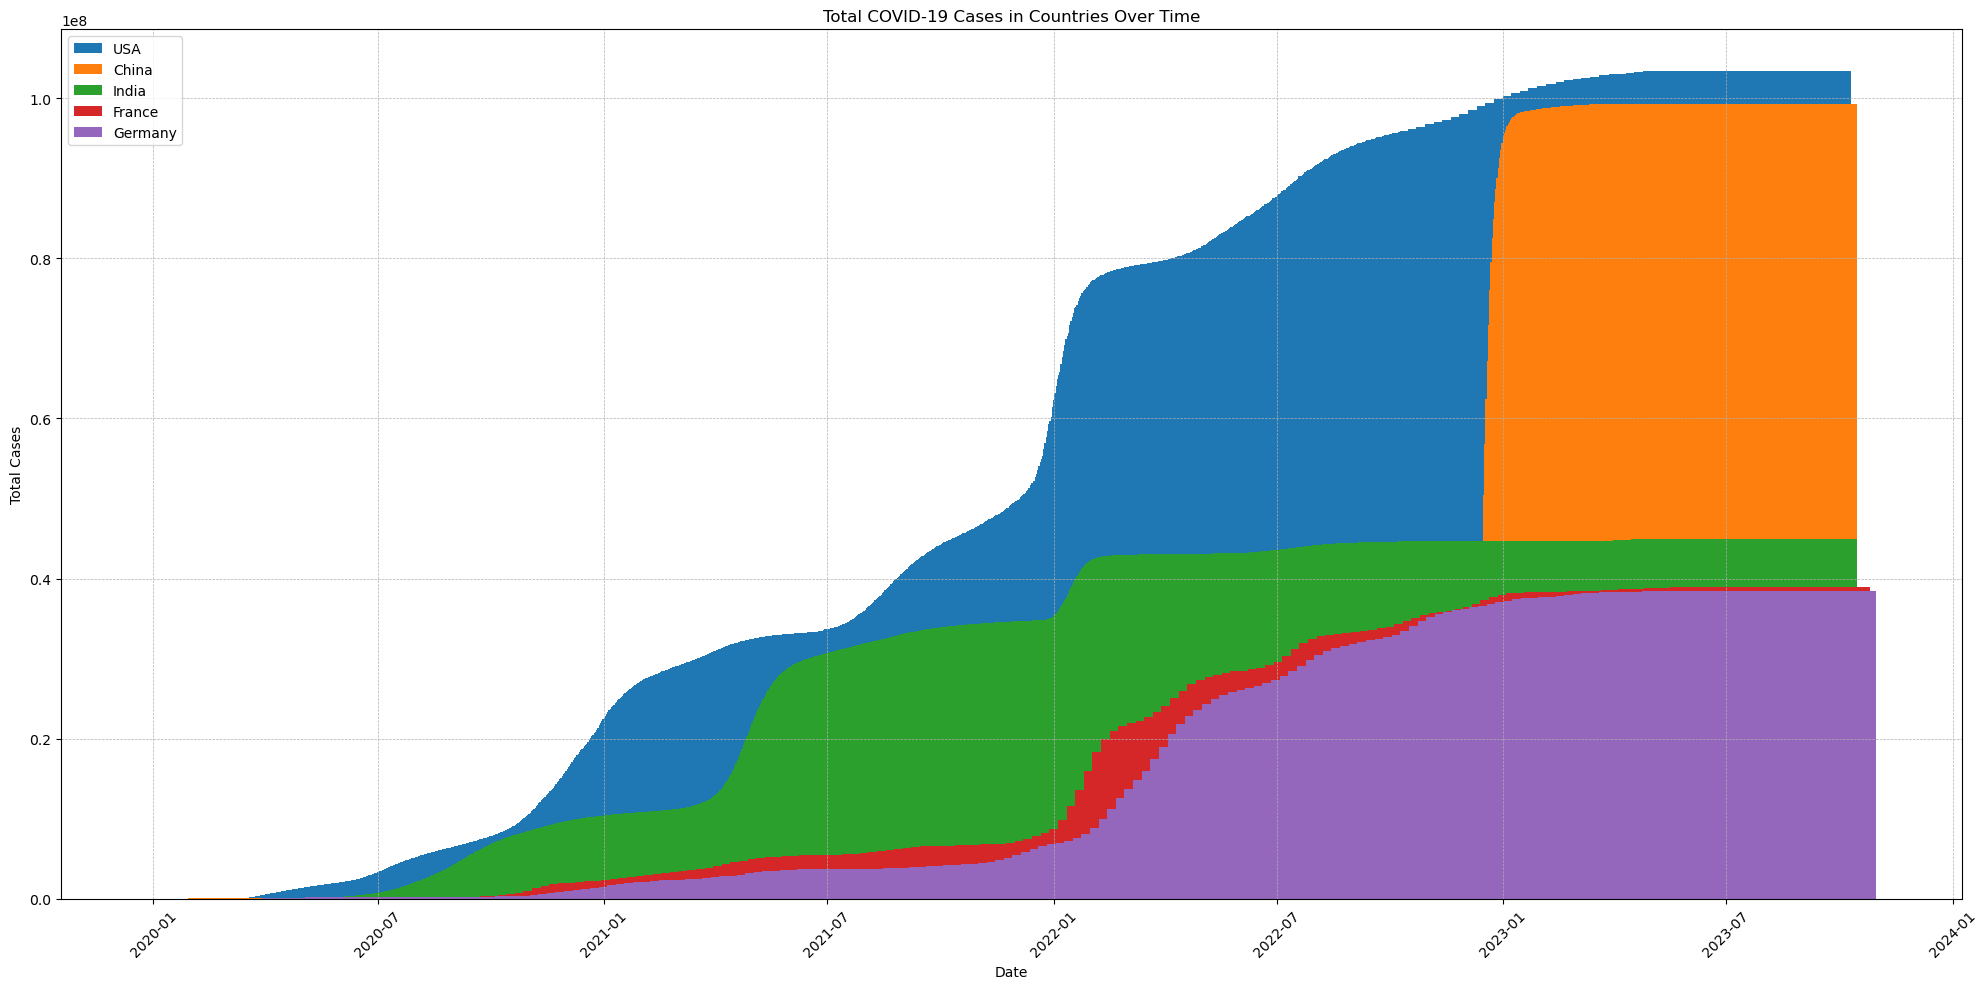 Total COVID-19 Cases in Countries Over Time
1e8
USA
China
India
France
Germany
1.0
0.8
0.6
0.4
0.2
0.0
Total Cases
2020-01
2020-07
2021-01
2021-07
2022-01
2022-07
2023-01
2023-07
2024-01
Date